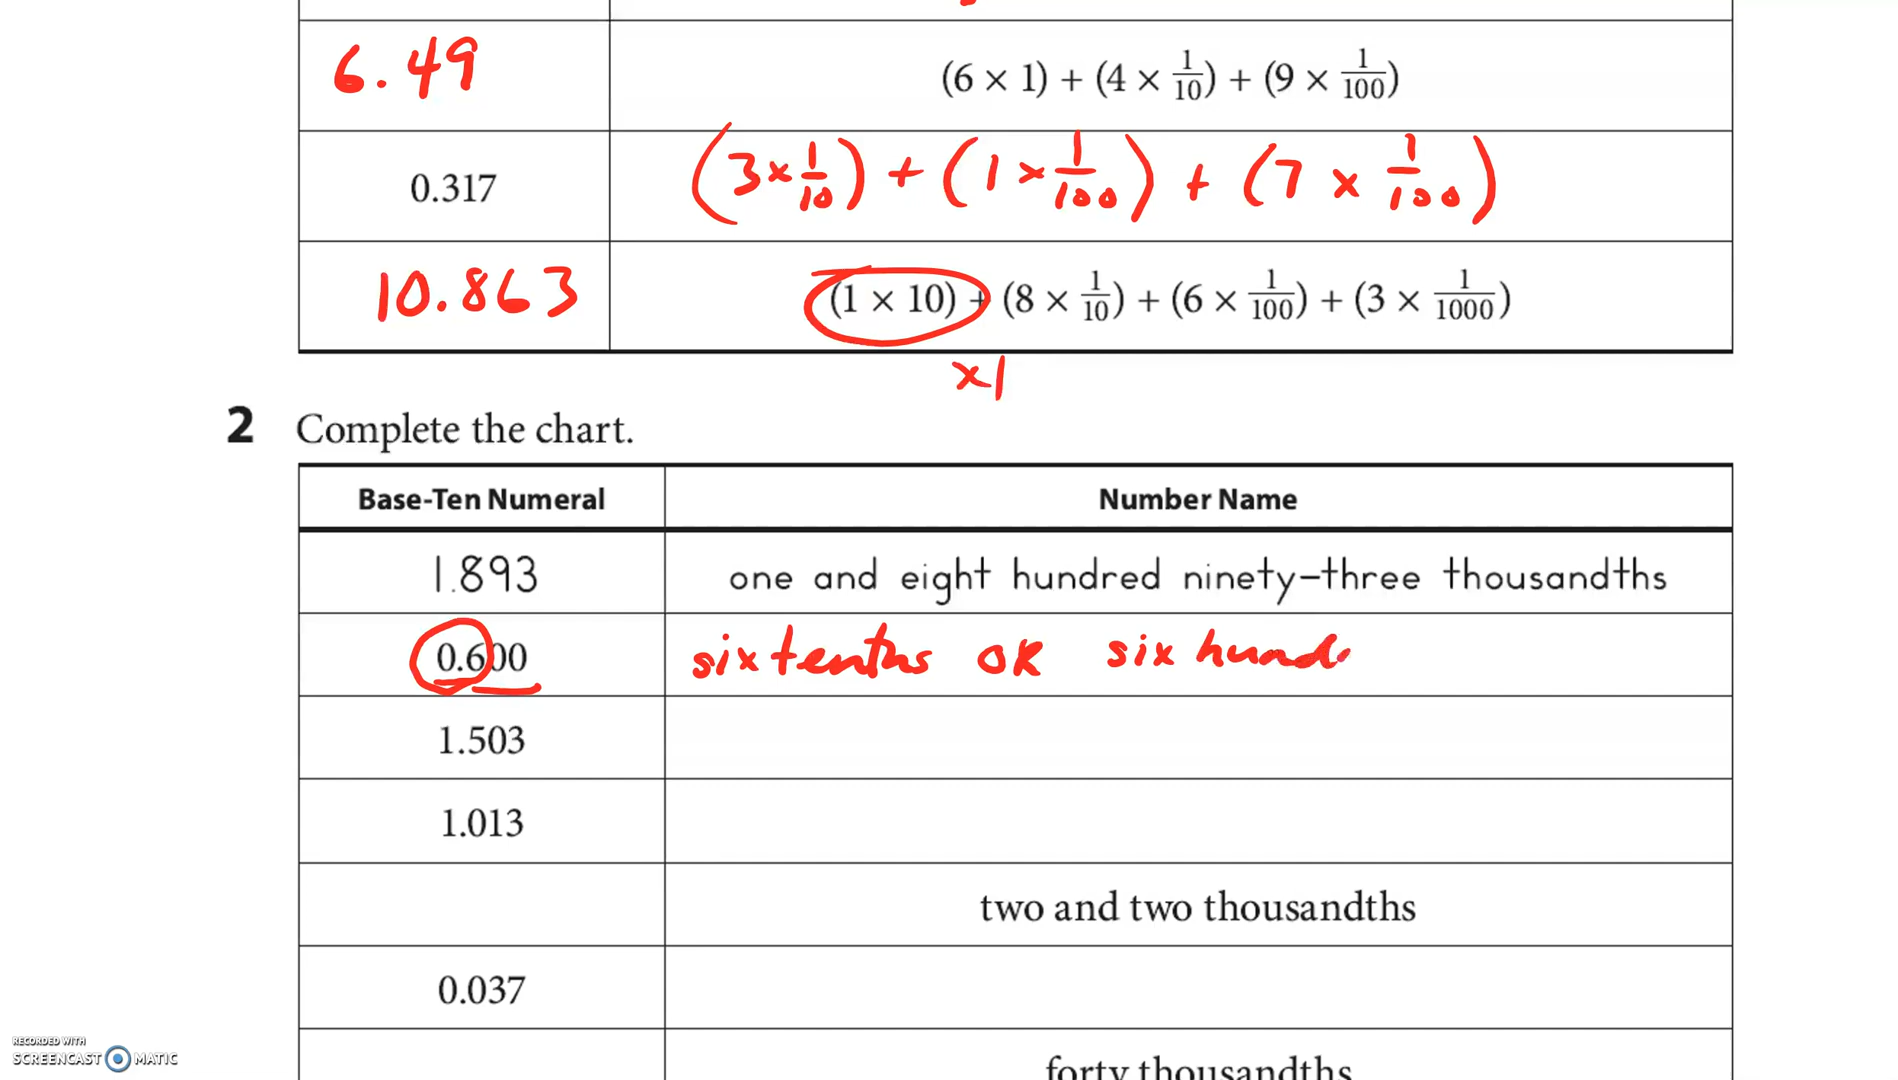 6.49 (6 × 1) + (4 × 1/10) + (9 × 1/100)
0.317 (3 × 1/10) + (1 × 1/100) + (7 × 1/100)
10.863 (1 × 10) + (8 × 1/10) + (6 × 1/100) + (3 × 1/1000)
×1
2 Complete the chart.
Base-Ten Numeral Number Name
1.893 one and eight hundred ninety-three thousandths
0.600 six tenths OR six hund
1.503
1.013
two and two thousandths
0.037
forty thousandths
RECORDED WITH
SCREENCAST MATIC